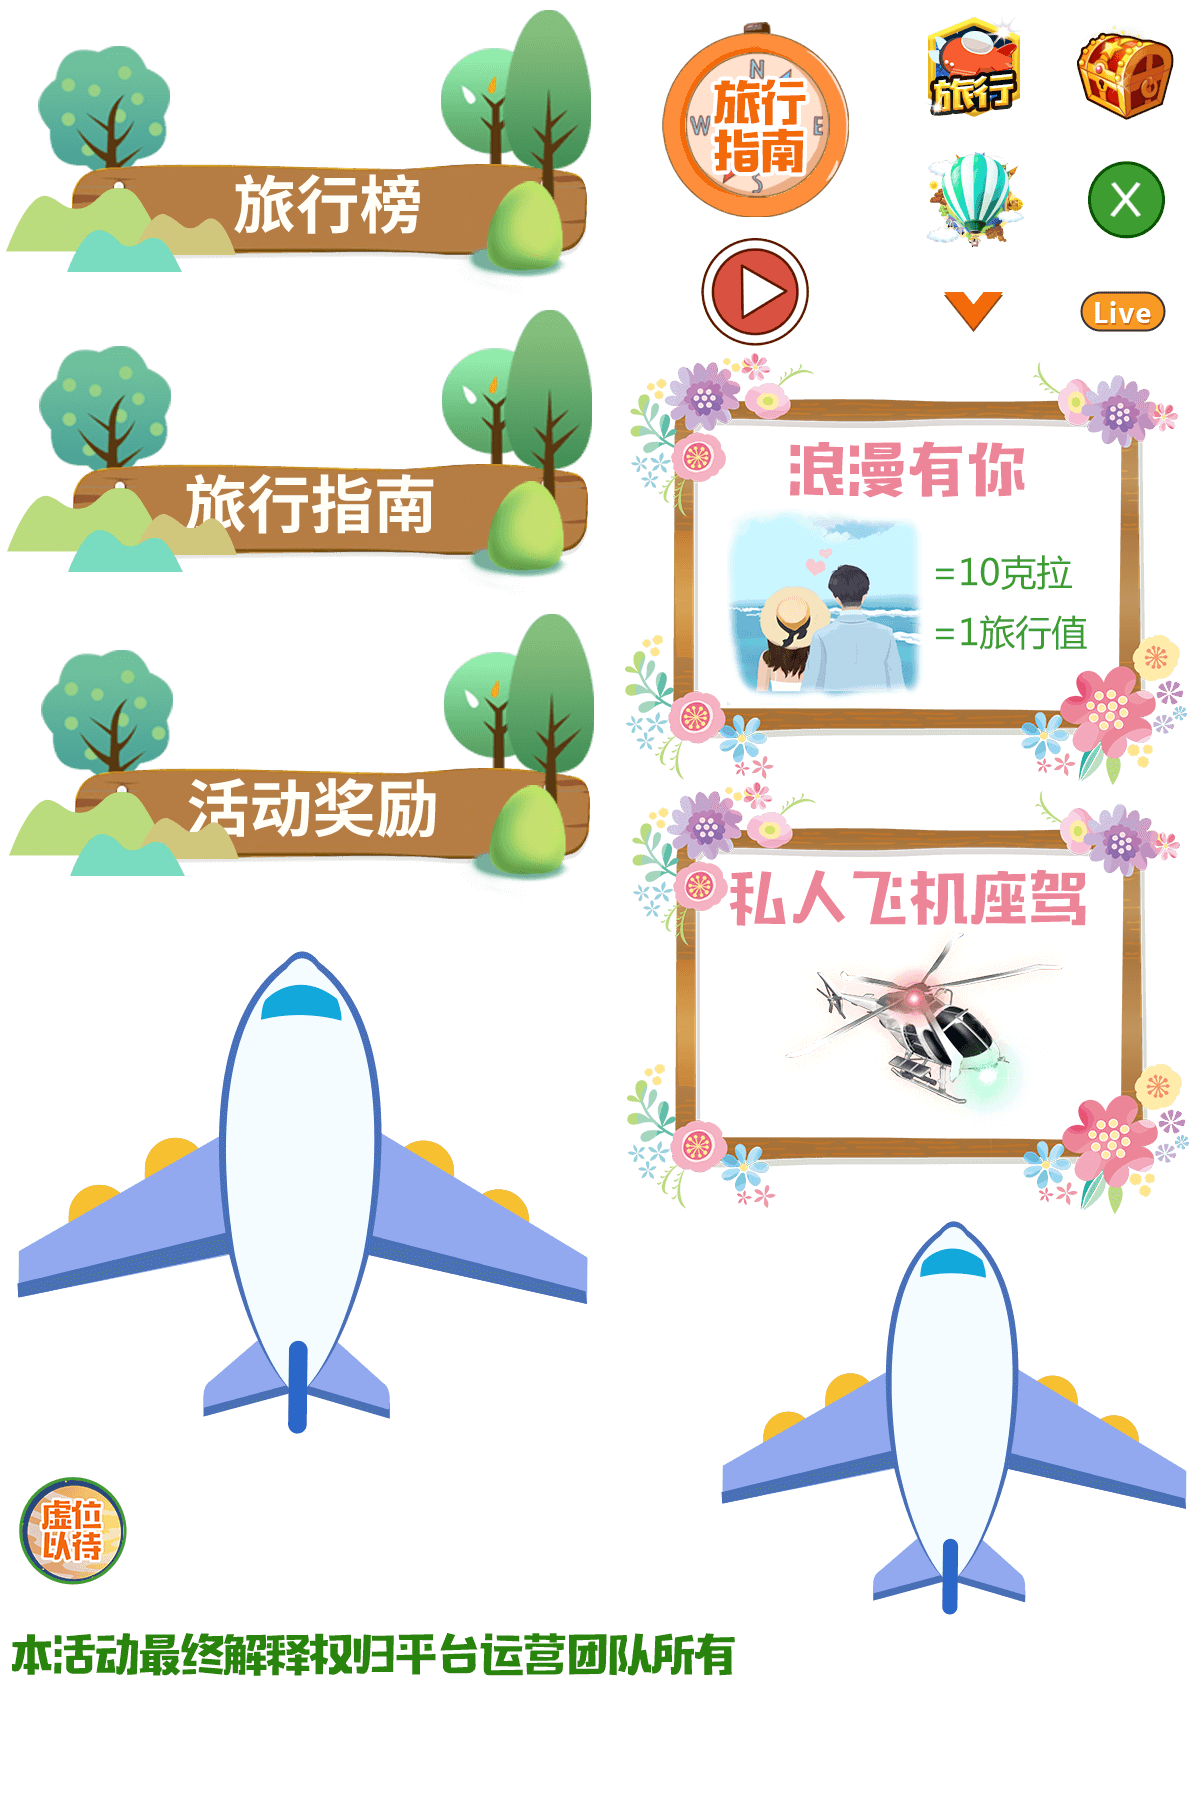 旅行榜
N
W
E
S
旅行
指南
旅行
X
Live
旅行指南
浪漫有你
=10克拉
=1旅行值
活动奖励
私人飞机座驾
虚位
以待
本活动最终解释权归平台运营团队所有